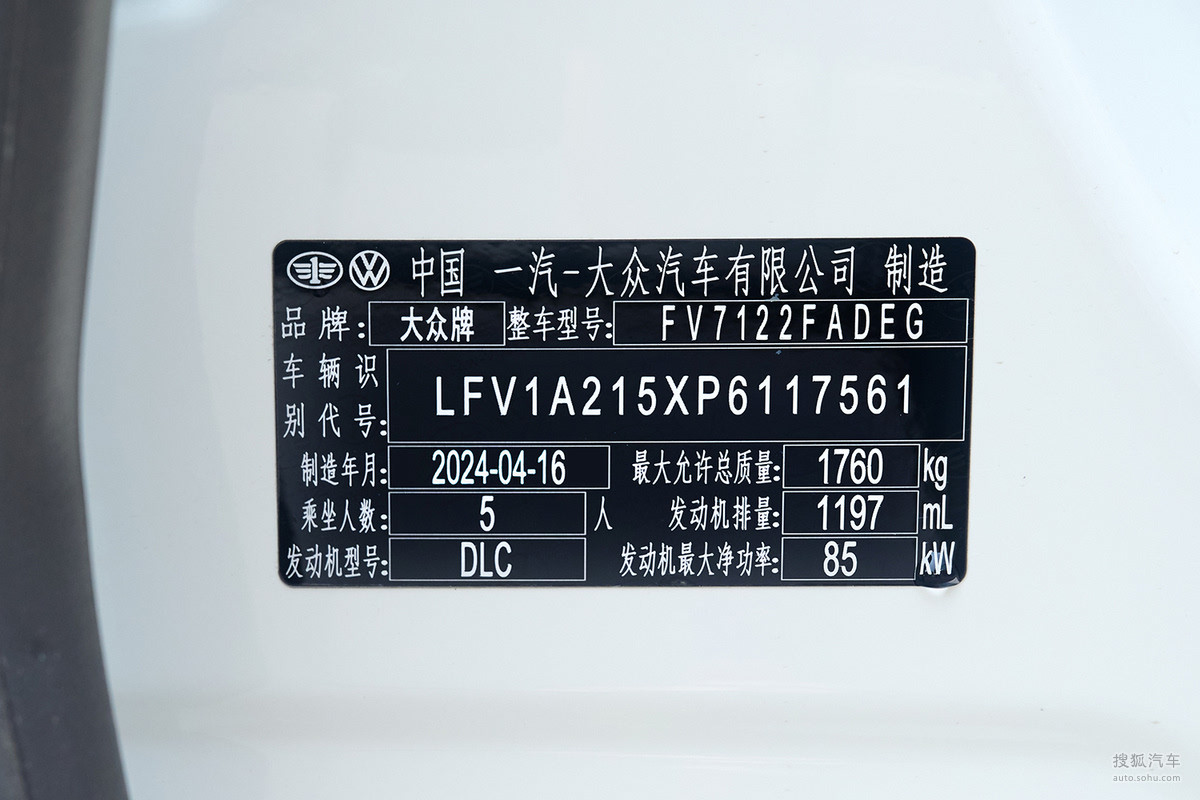 中国 一汽-大众汽车有限公司 制造
品牌: 大众牌 整车型号: FV7122FADEG
车辆识别代号: LFV1A215XP6117561
制造年月: 2024-04-16 最大允许总质量: 1760 kg
乘坐人数: 5 人 发动机排量: 1197 mL
发动机型号: DLC 发动机最大净功率: 85 kW
搜狐汽车
auto.sohu.com